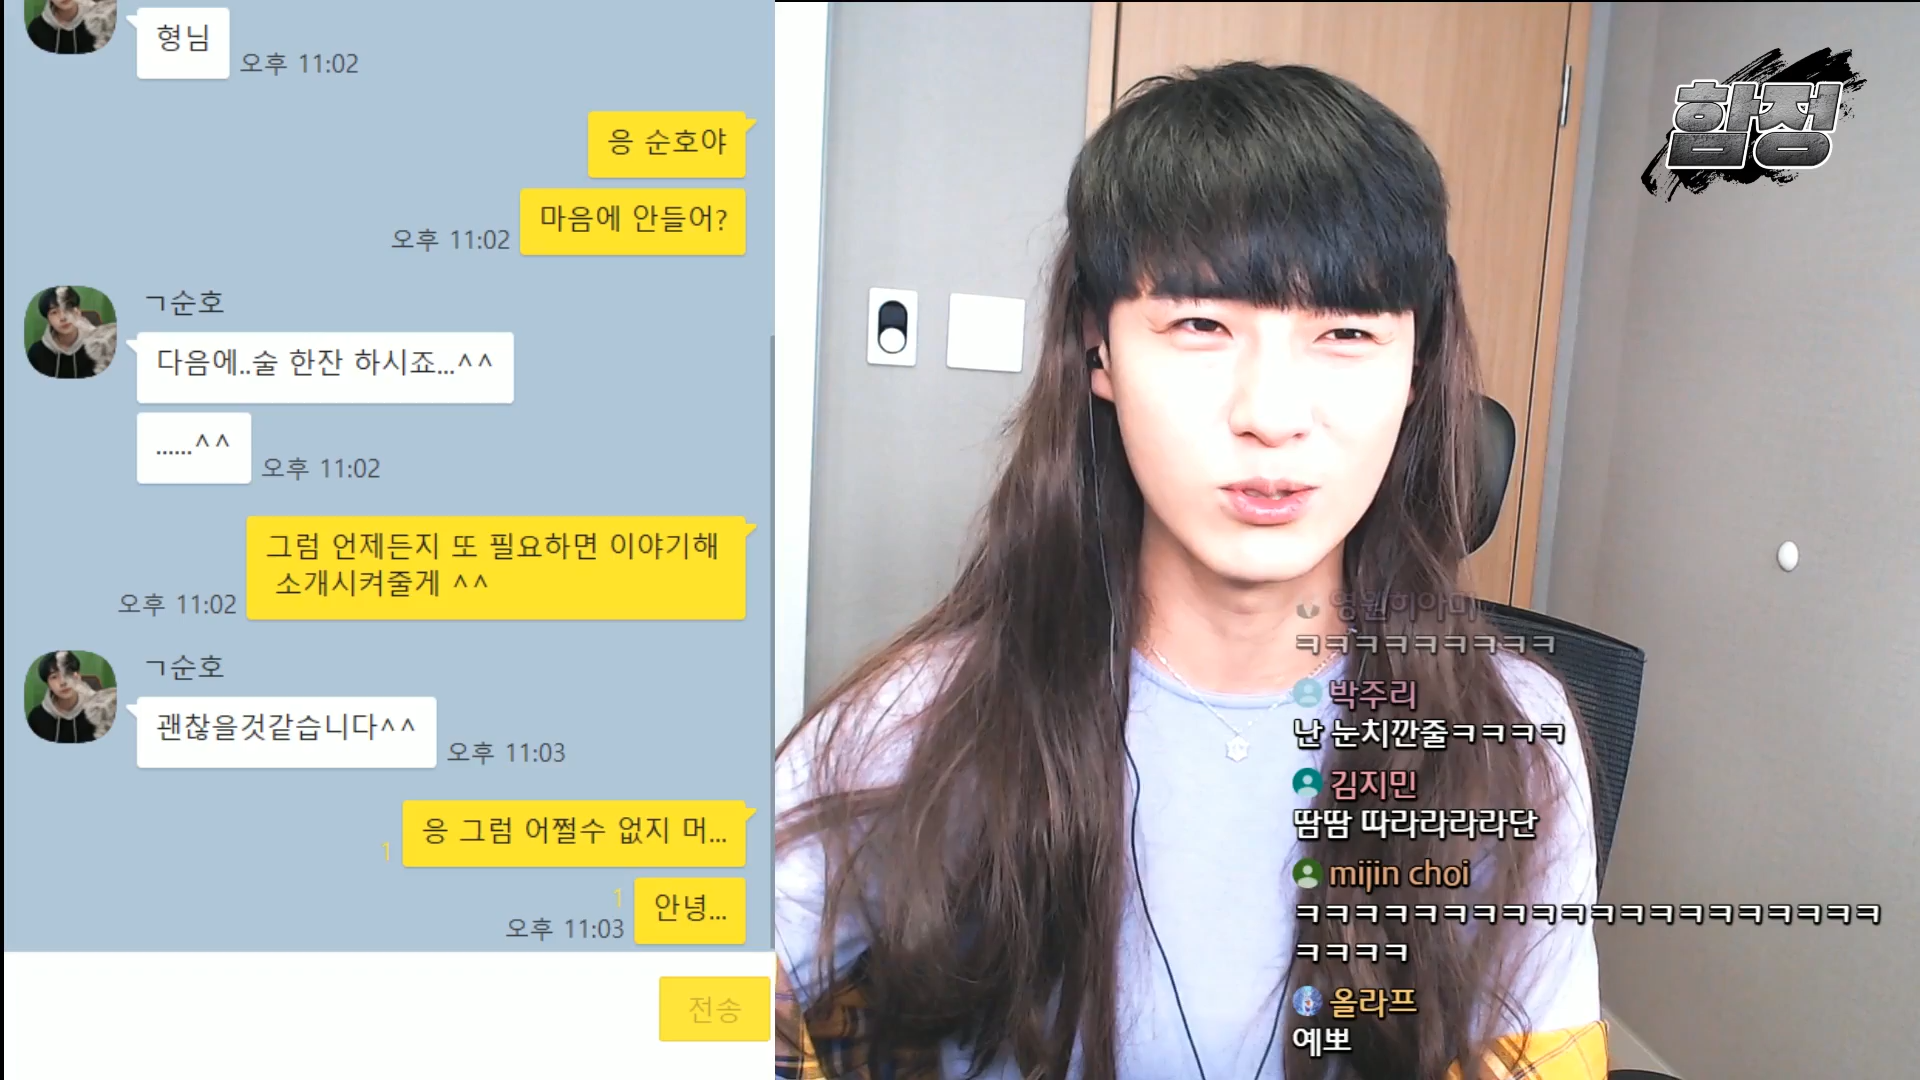 형님
오후 11:02
응 순호야
마음에 안들어?
오후 11:02
ㄱ순호
다음에..술 한잔 하시죠...^^
......^^
오후 11:02
그럼 언제든지 또 필요하면 이야기해
소개시켜줄게 ^^
오후 11:02
ㄱ순호
괜찮을것같습니다^^
오후 11:03
응 그럼 어쩔수 없지 머...
1
안녕...
1
오후 11:03
전송
함정
ㅋㅋㅋㅋㅋㅋㅋㅋㅋ
박주리
난 눈치깐줄ㅋㅋㅋㅋ
김지민
땀땀 따라라라라단
mijin choi
ㅋㅋㅋㅋㅋㅋㅋㅋㅋㅋㅋㅋㅋㅋㅋㅋㅋㅋㅋㅋ
ㅋㅋㅋㅋ
올라프
예뽀